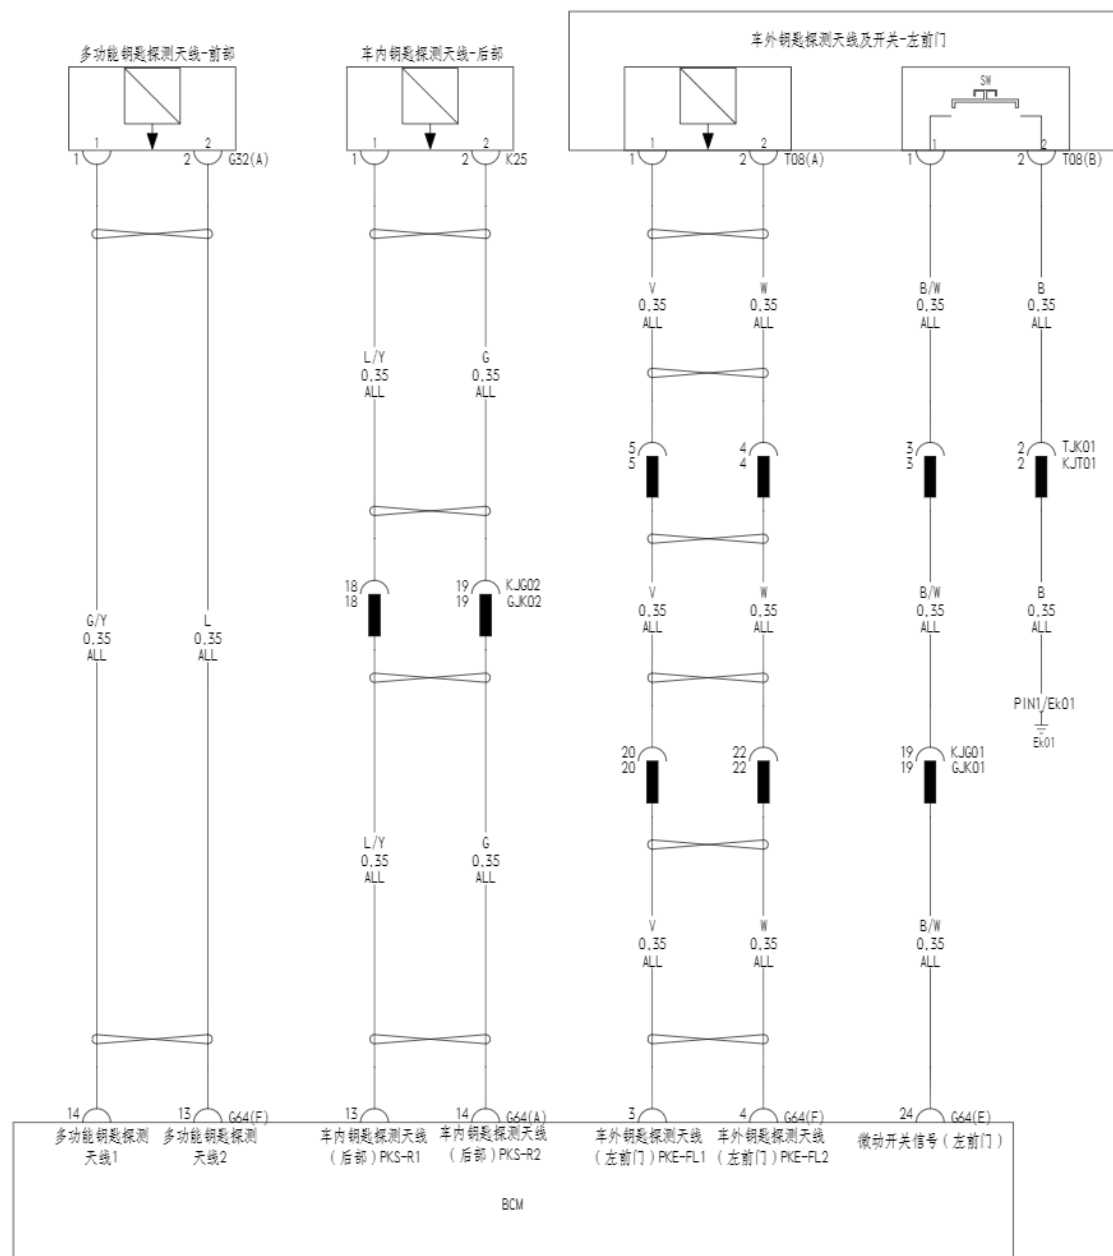 车外钥匙探测天线及开关-左前门
多功能钥匙探测天线-前部
车内钥匙探测天线-后部
SW
1 2 1 2 1 2 1 2
1 2 G32(A) 1 2 K25 1 2 T08(A) 1 2 T08(B)
V W B/W B
0.35 0.35 0.35 0.35
ALL ALL ALL ALL
L/Y G
0.35 0.35
ALL ALL
5 4 3 2 TJK01
5 4 3 2 KJT01
18 19 KJG02
18 19 GJK02
V W B/W B
0.35 0.35 0.35 0.35
ALL ALL ALL ALL
G/Y L
0.35 0.35
ALL ALL
PIN1/Ek01
Ek01
20 22 19 KJG01
20 22 19 GJK01
L/Y G
0.35 0.35
ALL ALL
V W B/W
0.35 0.35 0.35
ALL ALL ALL
14 13 G64(F) 13 14 G64(A) 3 4 G64(F) 24 G64(E)
多功能钥匙探测
天线1
多功能钥匙探测
天线2
车内钥匙探测天线
（后部）PKS-R1
车内钥匙探测天线
（后部）PKS-R2
车外钥匙探测天线
（左前门）PKE-FL1
车外钥匙探测天线
（左前门）PKE-FL2
微动开关信号（左前门）
BCM